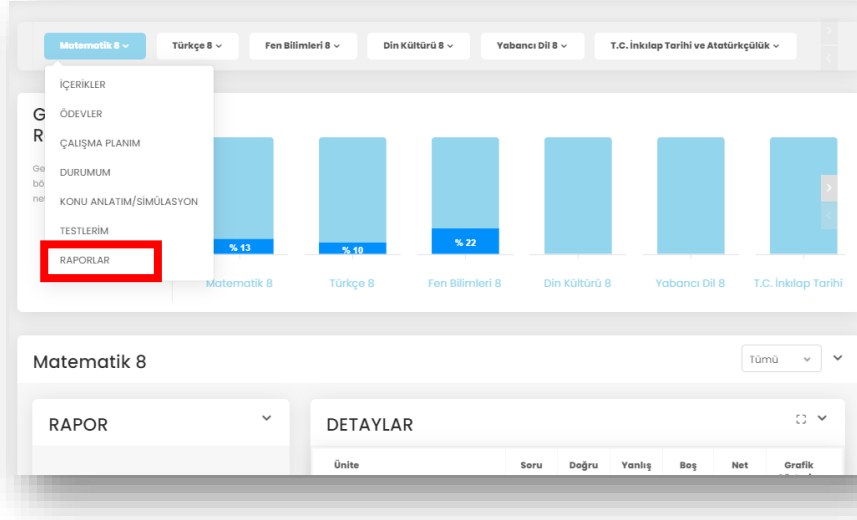 Matematik 8
Türkçe 8
Fen Bilimleri 8
Din Kültürü 8
Yabancı Dil 8
T.C. İnkılap Tarihi ve Atatürkçülük
İÇERİKLER
ÖDEVLER
ÇALIŞMA PLANIM
DURUMUM
KONU ANLATIM/SİMÜLASYON
TESTLERİM
RAPORLAR
% 13
% 10
% 22
Matematik 8
Türkçe 8
Fen Bilimleri 8
Din Kültürü 8
Yabancı Dil 8
T.C. İnkılap Tarihi
Matematik 8
Tümü
RAPOR
DETAYLAR
Ünite
Soru
Doğru
Yanlış
Boş
Net
Grafik